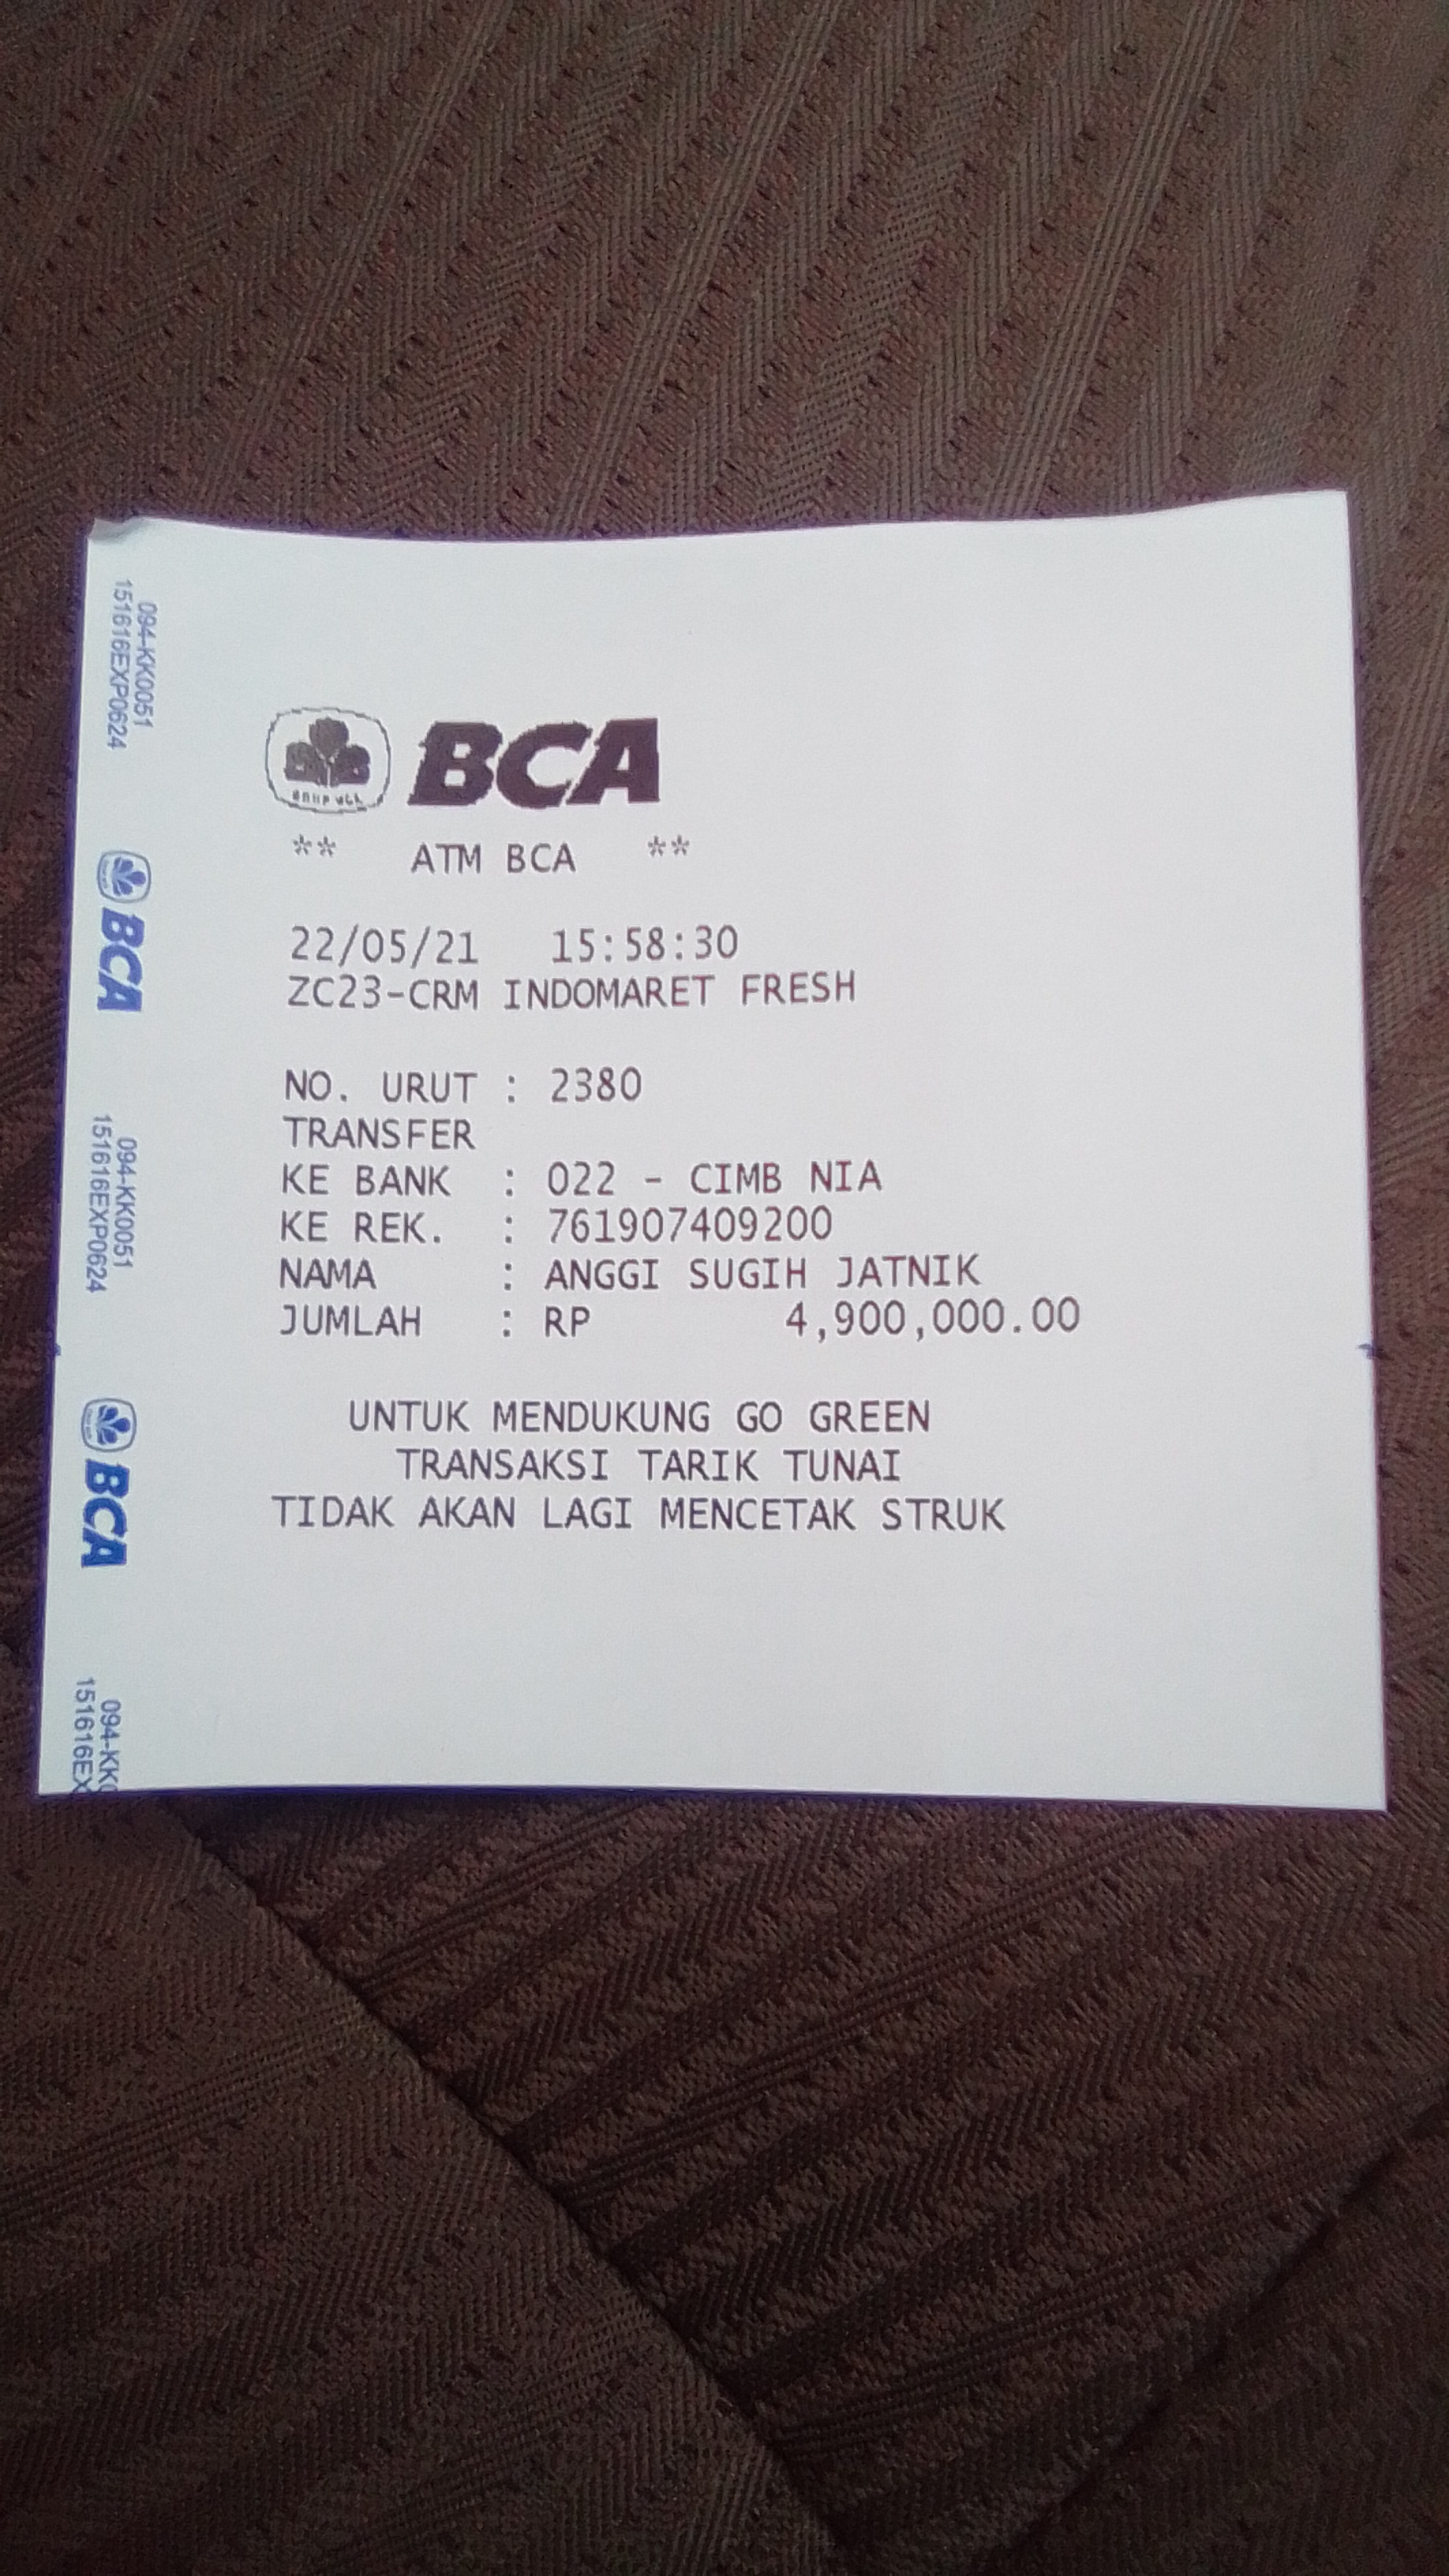 BCA
** ATM BCA **
22/05/21 15:58:30
ZC23-CRM INDOMARET FRESH
NO. URUT : 2380
TRANSFER
KE BANK : 022 - CIMB NIA
KE REK. : 761907409200
NAMA : ANGGI SUGIH JATNIK
JUMLAH : RP 4,900,000.00
UNTUK MENDUKUNG GO GREEN
TRANSAKSI TARIK TUNAI
TIDAK AKAN LAGI MENCETAK STRUK
094-KK0051
151616EXP0624
BCA
094-KK0051
151616EXP0624
BCA
094-KK0
151616EX